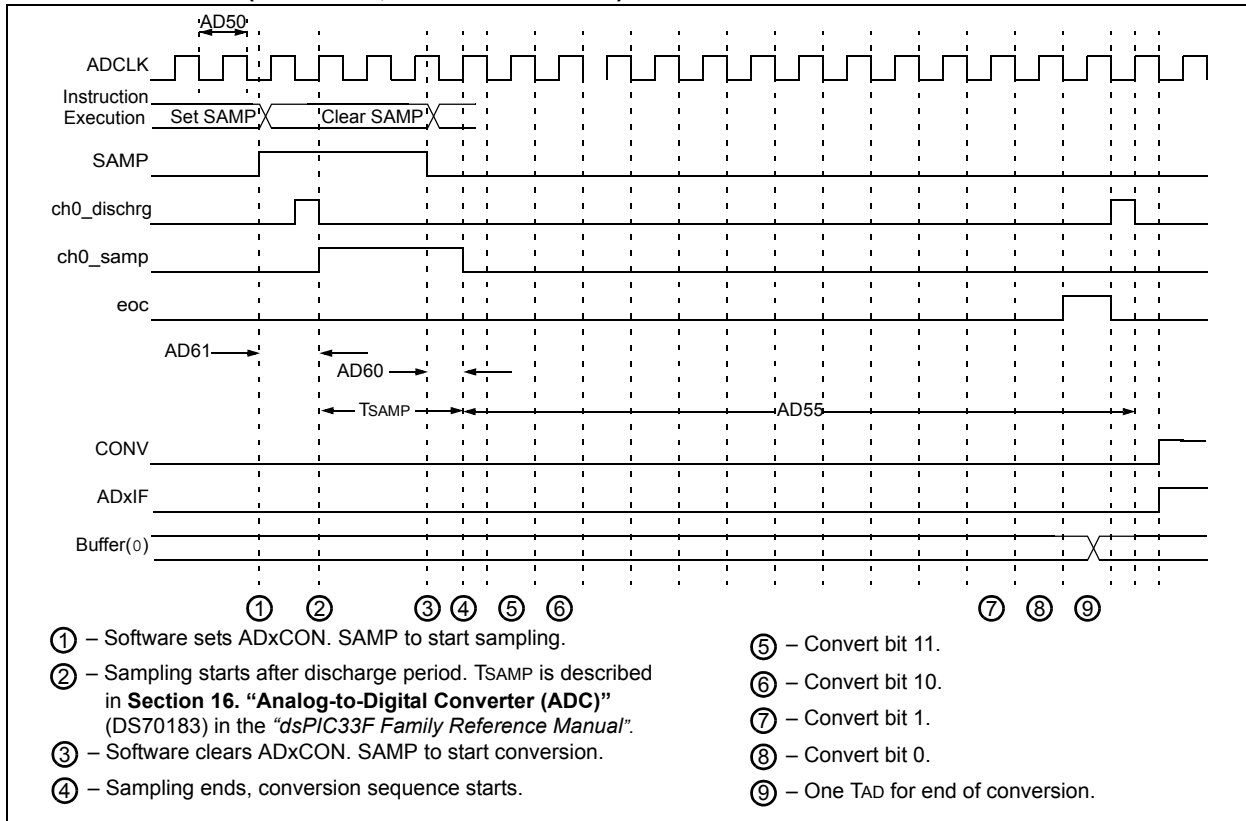 AD50
ADCLK
Instruction
Execution Set SAMP Clear SAMP
SAMP
ch0_dischrg
ch0_samp
eoc
AD61
AD60
TSAMP AD55
CONV
ADxIF
Buffer(0)
1 2 3 4 5 6 7 8 9
1 – Software sets ADxCON. SAMP to start sampling.
2 – Sampling starts after discharge period. TSAMP is described
in Section 16. “Analog-to-Digital Converter (ADC)”
(DS70183) in the “dsPIC33F Family Reference Manual”.
3 – Software clears ADxCON. SAMP to start conversion.
4 – Sampling ends, conversion sequence starts.
5 – Convert bit 11.
6 – Convert bit 10.
7 – Convert bit 1.
8 – Convert bit 0.
9 – One TAD for end of conversion.